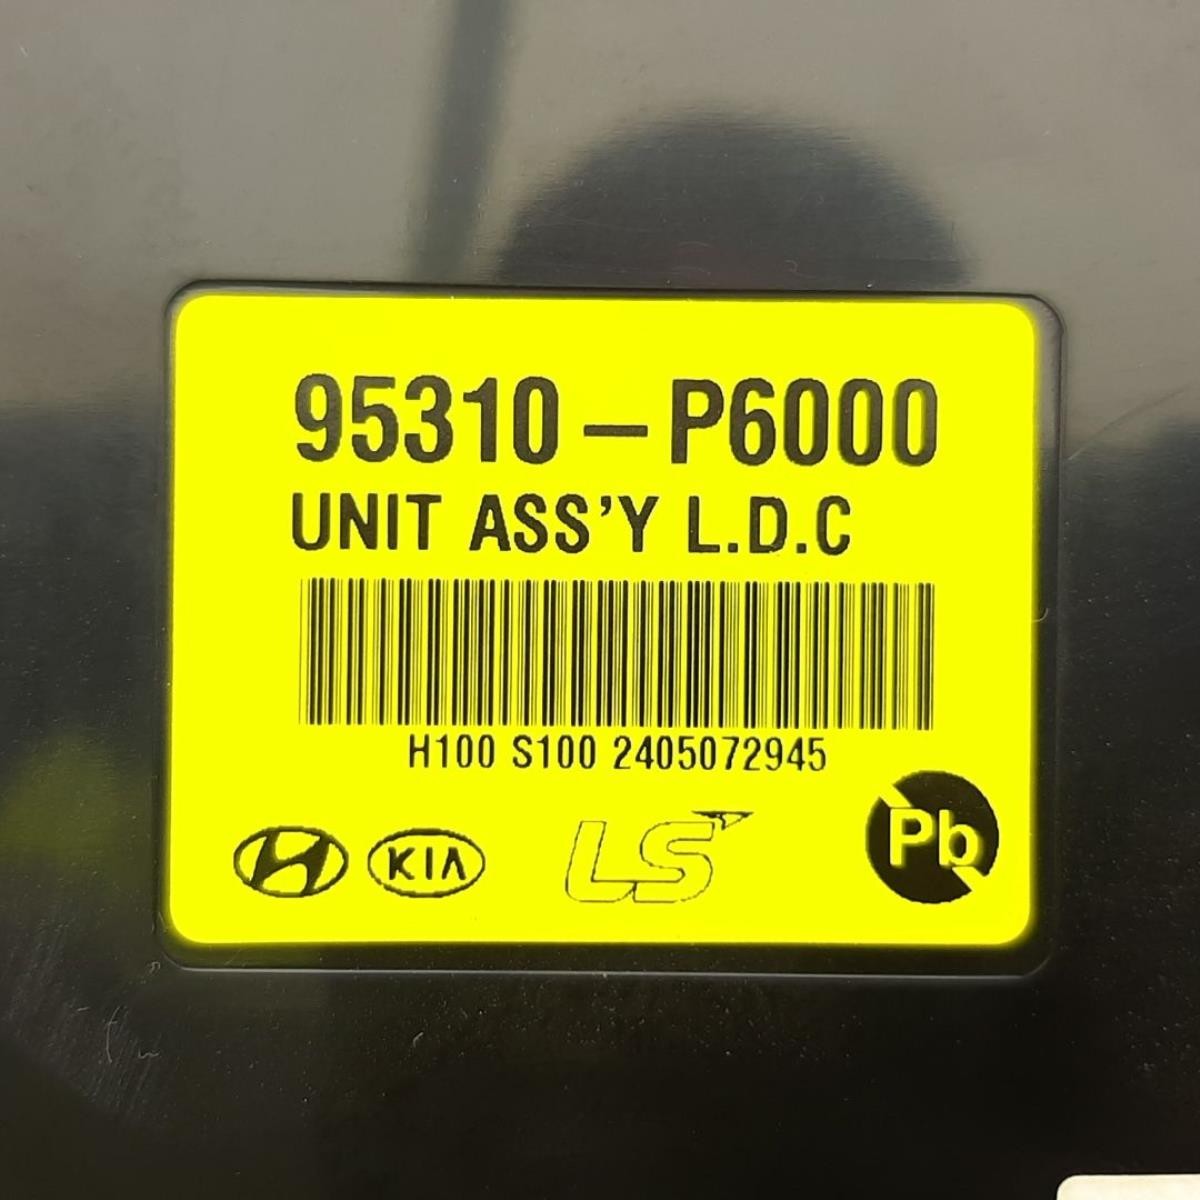 95310-P6000
UNIT ASS'Y L.D.C
H100 S100 2405072945
KIA LS Pb